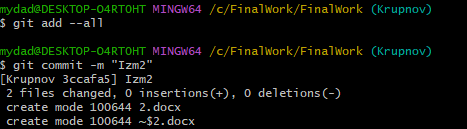 mydad@DESKTOP-O4RTOHT MINGW64 /c/FinalWork/FinalWork (Krupnov)
$ git add --all
mydad@DESKTOP-O4RTOHT MINGW64 /c/FinalWork/FinalWork (Krupnov)
$ git commit -m "Izm2"
[Krupnov 3ccafa5] Izm2
 2 files changed, 0 insertions(+), 0 deletions(-)
 create mode 100644 2.docx
 create mode 100644 ~$2.docx